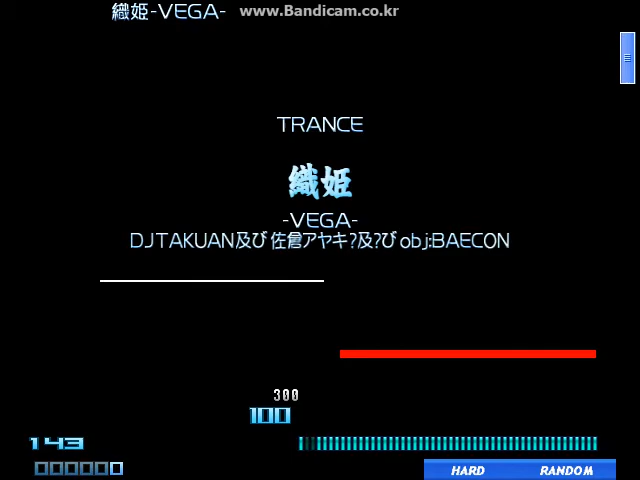 織姫-VEGA- www.Bandicam.co.kr
TRANCE
織姫
-VEGA-
DJTAKUAN及び佐倉アヤキ?及?び obj:BAECON
300
100
143
000000
HARD RANDOM